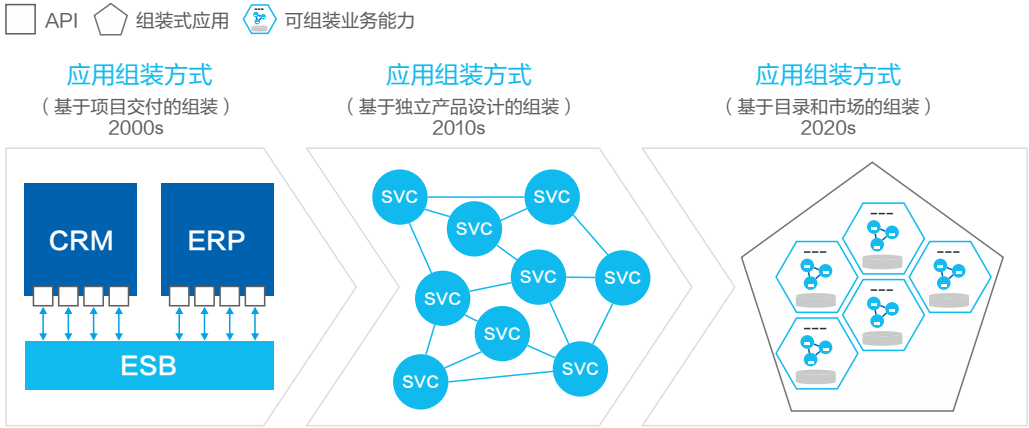 API 组装式应用 可组装业务能力
应用组装方式 应用组装方式 应用组装方式
（基于项目交付的组装） （基于独立产品设计的组装） （基于目录和市场的组装）
2000s 2010s 2020s
CRM ERP
ESB
SVC SVC
SVC
SVC SVC
SVC
SVC
SVC SVC